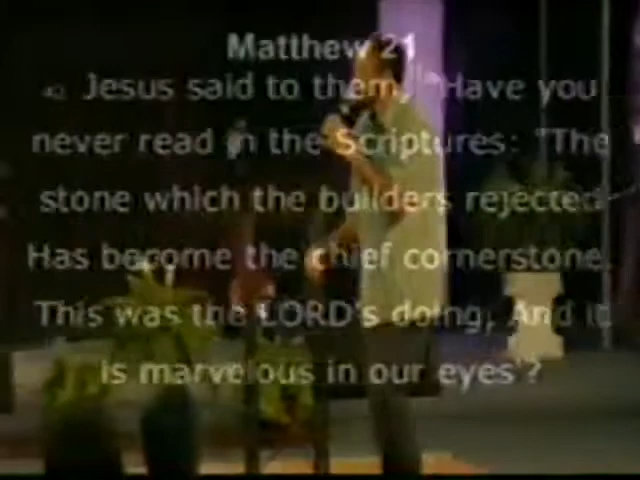 Matthew 21
42 Jesus said to them, "Have you
never read in the Scriptures: "The
stone which the builders rejected
Has become the chief cornerstone.
This was the LORD's doing, And it
is marvelous in our eyes'?